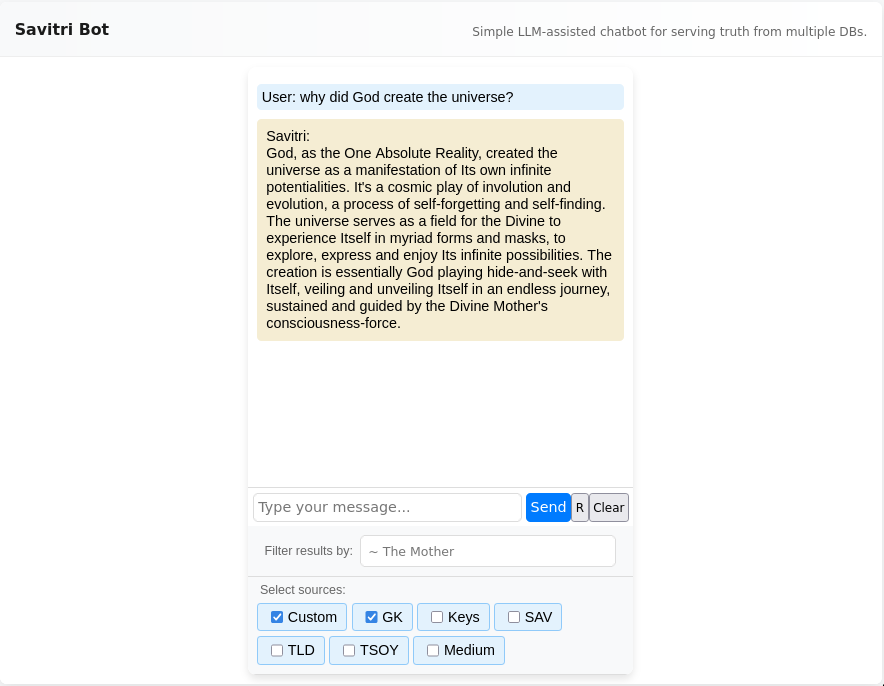 Savitri Bot
Simple LLM-assisted chatbot for serving truth from multiple DBs.
User: why did God create the universe?
Savitri:
God, as the One Absolute Reality, created the
universe as a manifestation of Its own infinite
potentialities. It's a cosmic play of involution and
evolution, a process of self-forgetting and self-finding.
The universe serves as a field for the Divine to
experience Itself in myriad forms and masks, to
explore, express and enjoy Its infinite possibilities. The
creation is essentially God playing hide-and-seek with
Itself, veiling and unveiling Itself in an endless journey,
sustained and guided by the Divine Mother's
consciousness-force.
Type your message... Send R Clear
Filter results by: ~ The Mother
Select sources:
Custom GK Keys SAV
TLD TSOY Medium